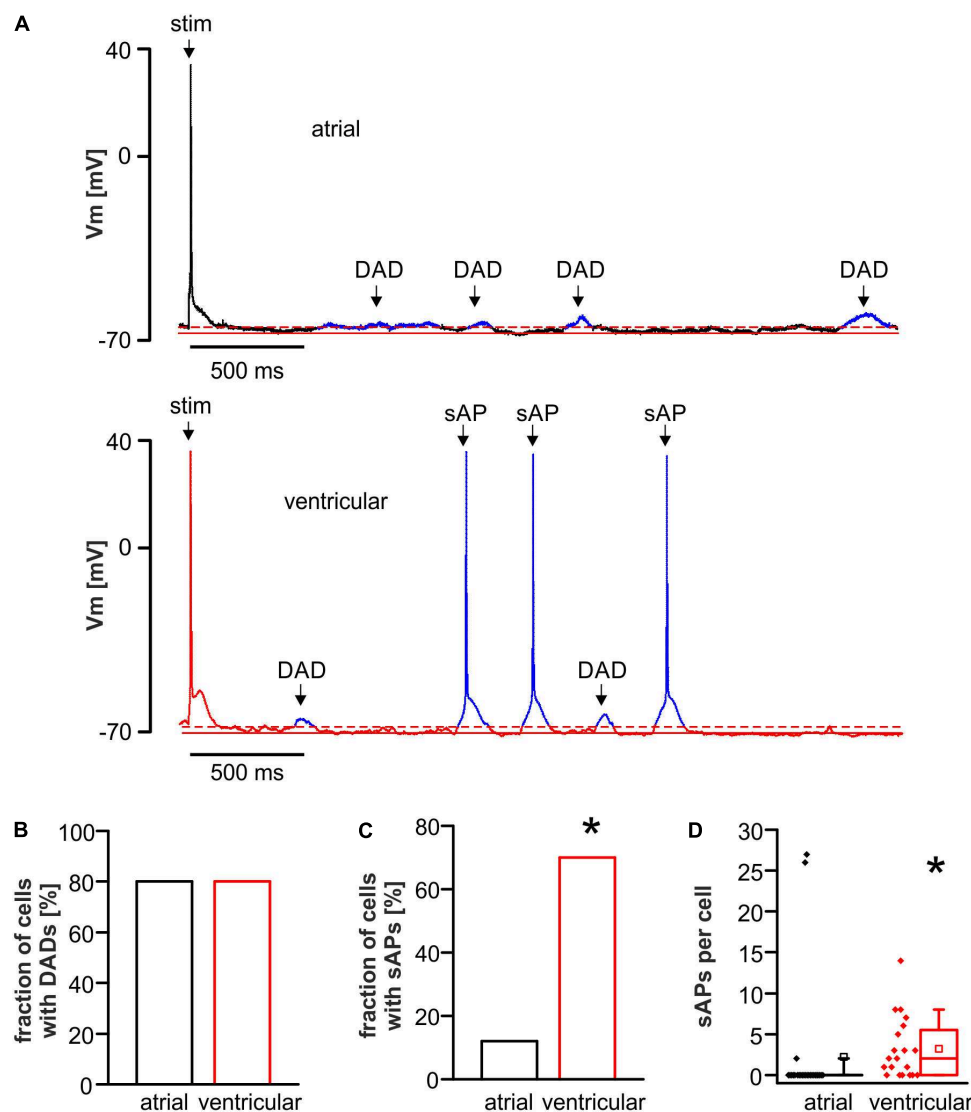 A
stim
40
atrial
0
Vm [mV]
DAD DAD DAD DAD
-70
500 ms
stim sAP sAP sAP
40
ventricular
0
Vm [mV]
DAD DAD
-70
500 ms
B
100
80
60
40
20
0
fraction of cells
with DADs [%]
atrial ventricular
C
80
60
40
20
0
fraction of cells
with sAPs [%]
*
atrial ventricular
D
30
25
20
15
10
5
0
sAPs per cell
*
atrial ventricular